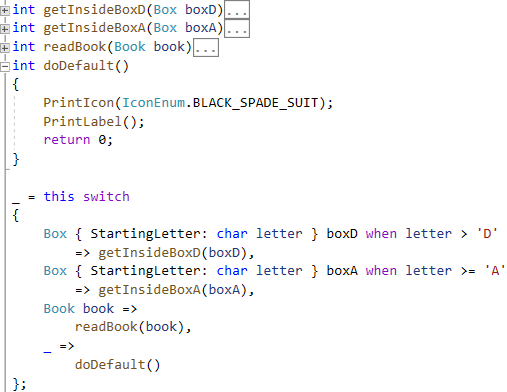 int getInsideBoxD(Box boxD)...
int getInsideBoxA(Box boxA)...
int readBook(Book book)...
int doDefault()
{
PrintIcon(IconEnum.BLACK_SPADE_SUIT);
PrintLabel();
return 0;
}
_ = this switch
{
Box { StartingLetter: char letter } boxD when letter > 'D'
=> getInsideBoxD(boxD),
Box { StartingLetter: char letter } boxA when letter >= 'A'
=> getInsideBoxA(boxA),
Book book =>
readBook(book),
_ =>
doDefault()
};